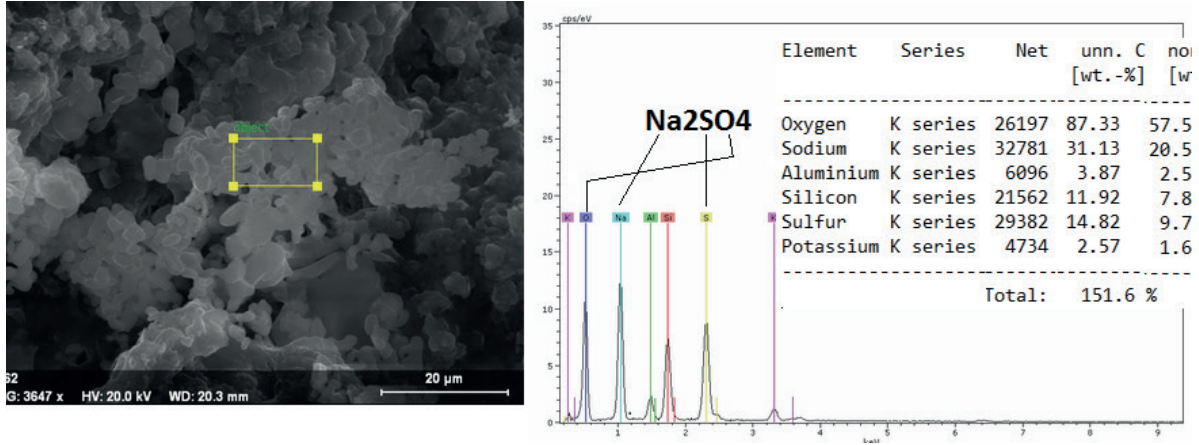 object
S2
G: 3647 x HV: 20.0 kV WD: 20.3 mm
20 µm
cps/eV
35
30
25
20
15
10
5
0
1 2 3 4 5 6 7 8 9
keV
Na2SO4
K O Na Al Si S K
Element Series Net unn. C nor
[wt.-%] [wt
Oxygen K series 26197 87.33 57.5
Sodium K series 32781 31.13 20.5
Aluminium K series 6096 3.87 2.5
Silicon K series 21562 11.92 7.8
Sulfur K series 29382 14.82 9.7
Potassium K series 4734 2.57 1.6
Total: 151.6 %